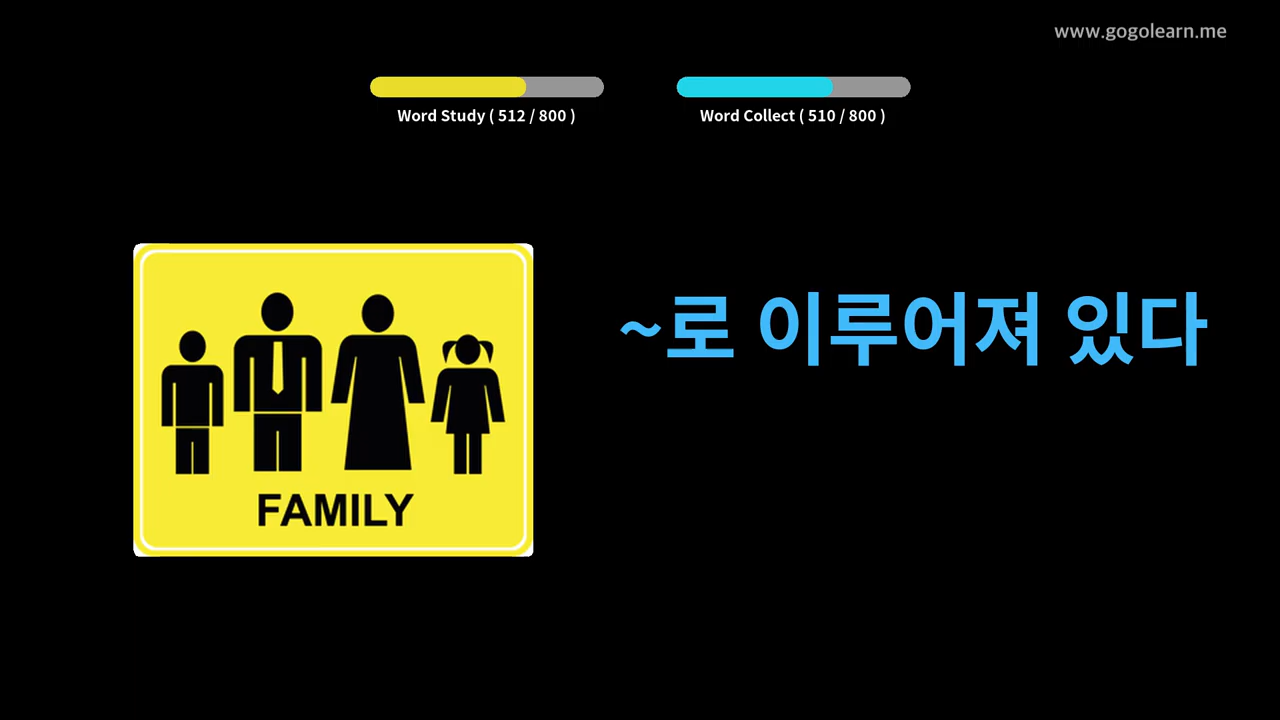 www.gogolearn.me
Word Study ( 512 / 800 )
Word Collect ( 510 / 800 )
~로 이루어져 있다
FAMILY